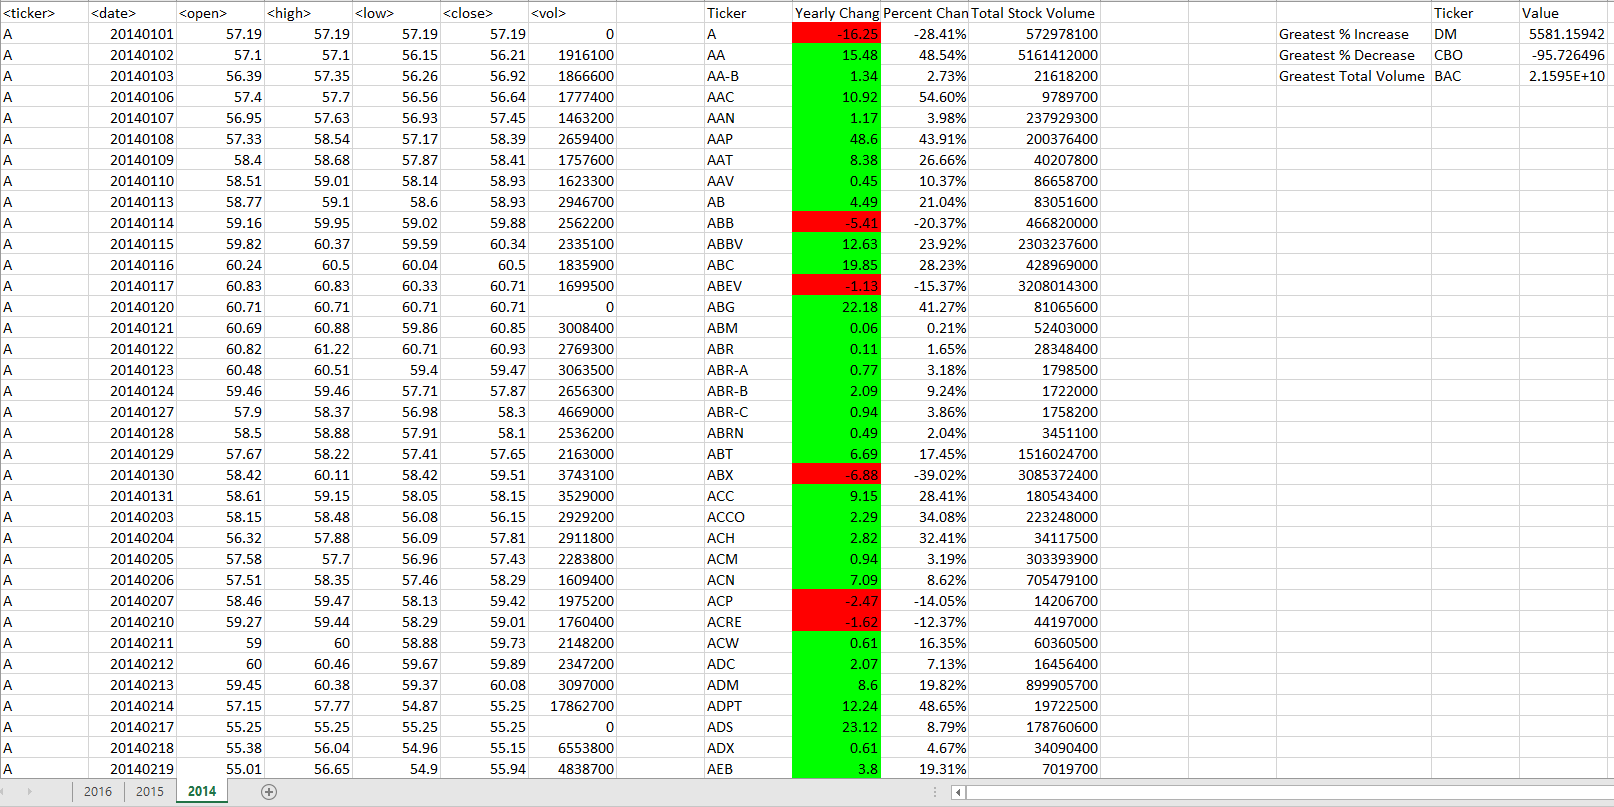 <ticker> <date> <open> <high> <low> <close> <vol> Ticker Yearly Chang Percent Chan Total Stock Volume Ticker Value
A 20140101 57.19 57.19 57.19 57.19 0 A -16.25 -28.41% 572978100 Greatest % Increase DM 5581.15942
A 20140102 57.1 57.1 56.15 56.21 1916100 AA 15.48 48.54% 5161412000 Greatest % Decrease CBO -95.726496
A 20140103 56.39 57.35 56.26 56.92 1866600 AA-B 1.34 2.73% 21618200 Greatest Total Volume BAC 2.1595E+10
A 20140106 57.4 57.7 56.56 56.64 1777400 AAC 10.92 54.60% 9789700
A 20140107 56.95 57.63 56.93 57.45 1463200 AAN 1.17 3.98% 237929300
A 20140108 57.33 58.54 57.17 58.39 2659400 AAP 48.6 43.91% 200376400
A 20140109 58.4 58.68 57.87 58.41 1757600 AAT 8.38 26.66% 40207800
A 20140110 58.51 59.01 58.14 58.93 1623300 AAV 0.45 10.37% 86658700
A 20140113 58.77 59.1 58.6 58.93 2946700 AB 4.49 21.04% 83051600
A 20140114 59.16 59.95 59.02 59.88 2562200 ABB -5.41 -20.37% 466820000
A 20140115 59.82 60.37 59.59 60.34 2335100 ABBV 12.63 23.92% 2303237600
A 20140116 60.24 60.5 60.04 60.5 1835900 ABC 19.85 28.23% 428969000
A 20140117 60.83 60.83 60.33 60.71 1699500 ABEV -1.13 -15.37% 3208014300
A 20140120 60.71 60.71 60.71 60.71 0 ABG 22.18 41.27% 81065600
A 20140121 60.69 60.88 59.86 60.85 3008400 ABM 0.06 0.21% 52403000
A 20140122 60.82 61.22 60.71 60.93 2769300 ABR 0.11 1.65% 28348400
A 20140123 60.48 60.51 59.4 59.47 3063500 ABR-A 0.77 3.18% 1798500
A 20140124 59.46 59.46 57.71 57.87 2656300 ABR-B 2.09 9.24% 1722000
A 20140127 57.9 58.37 56.98 58.3 4669000 ABR-C 0.94 3.86% 1758200
A 20140128 58.5 58.88 57.91 58.1 2536200 ABRN 0.49 2.04% 3451100
A 20140129 57.67 58.22 57.41 57.65 2163000 ABT 6.69 17.45% 1516024700
A 20140130 58.42 60.11 58.42 59.51 3743100 ABX -6.88 -39.02% 3085372400
A 20140131 58.61 59.15 58.05 58.15 3529000 ACC 9.15 28.41% 180543400
A 20140203 58.15 58.48 56.08 56.15 2929200 ACCO 2.29 34.08% 223248000
A 20140204 56.32 57.88 56.09 57.81 2911800 ACH 2.82 32.41% 34117500
A 20140205 57.58 57.7 56.96 57.43 2283800 ACM 0.94 3.19% 303393900
A 20140206 57.51 58.35 57.46 58.29 1609400 ACN 7.09 8.62% 705479100
A 20140207 58.46 59.47 58.13 59.42 1975200 ACP -2.47 -14.05% 14206700
A 20140210 59.27 59.44 58.29 59.01 1760400 ACRE -1.62 -12.37% 44197000
A 20140211 59 60 58.88 59.73 2148200 ACW 0.61 16.35% 60360500
A 20140212 60 60.46 59.67 59.89 2347200 ADC 2.07 7.13% 16456400
A 20140213 59.45 60.38 59.37 60.08 3097000 ADM 8.6 19.82% 899905700
A 20140214 57.15 57.77 54.87 55.25 17862700 ADPT 12.24 48.65% 19722500
A 20140217 55.25 55.25 55.25 55.25 0 ADS 23.12 8.79% 178760600
A 20140218 55.38 56.04 54.96 55.15 6553800 ADX 0.61 4.67% 34090400
A 20140219 55.01 56.65 54.9 55.94 4838700 AEB 3.8 19.31% 7019700
2016 2015 2014